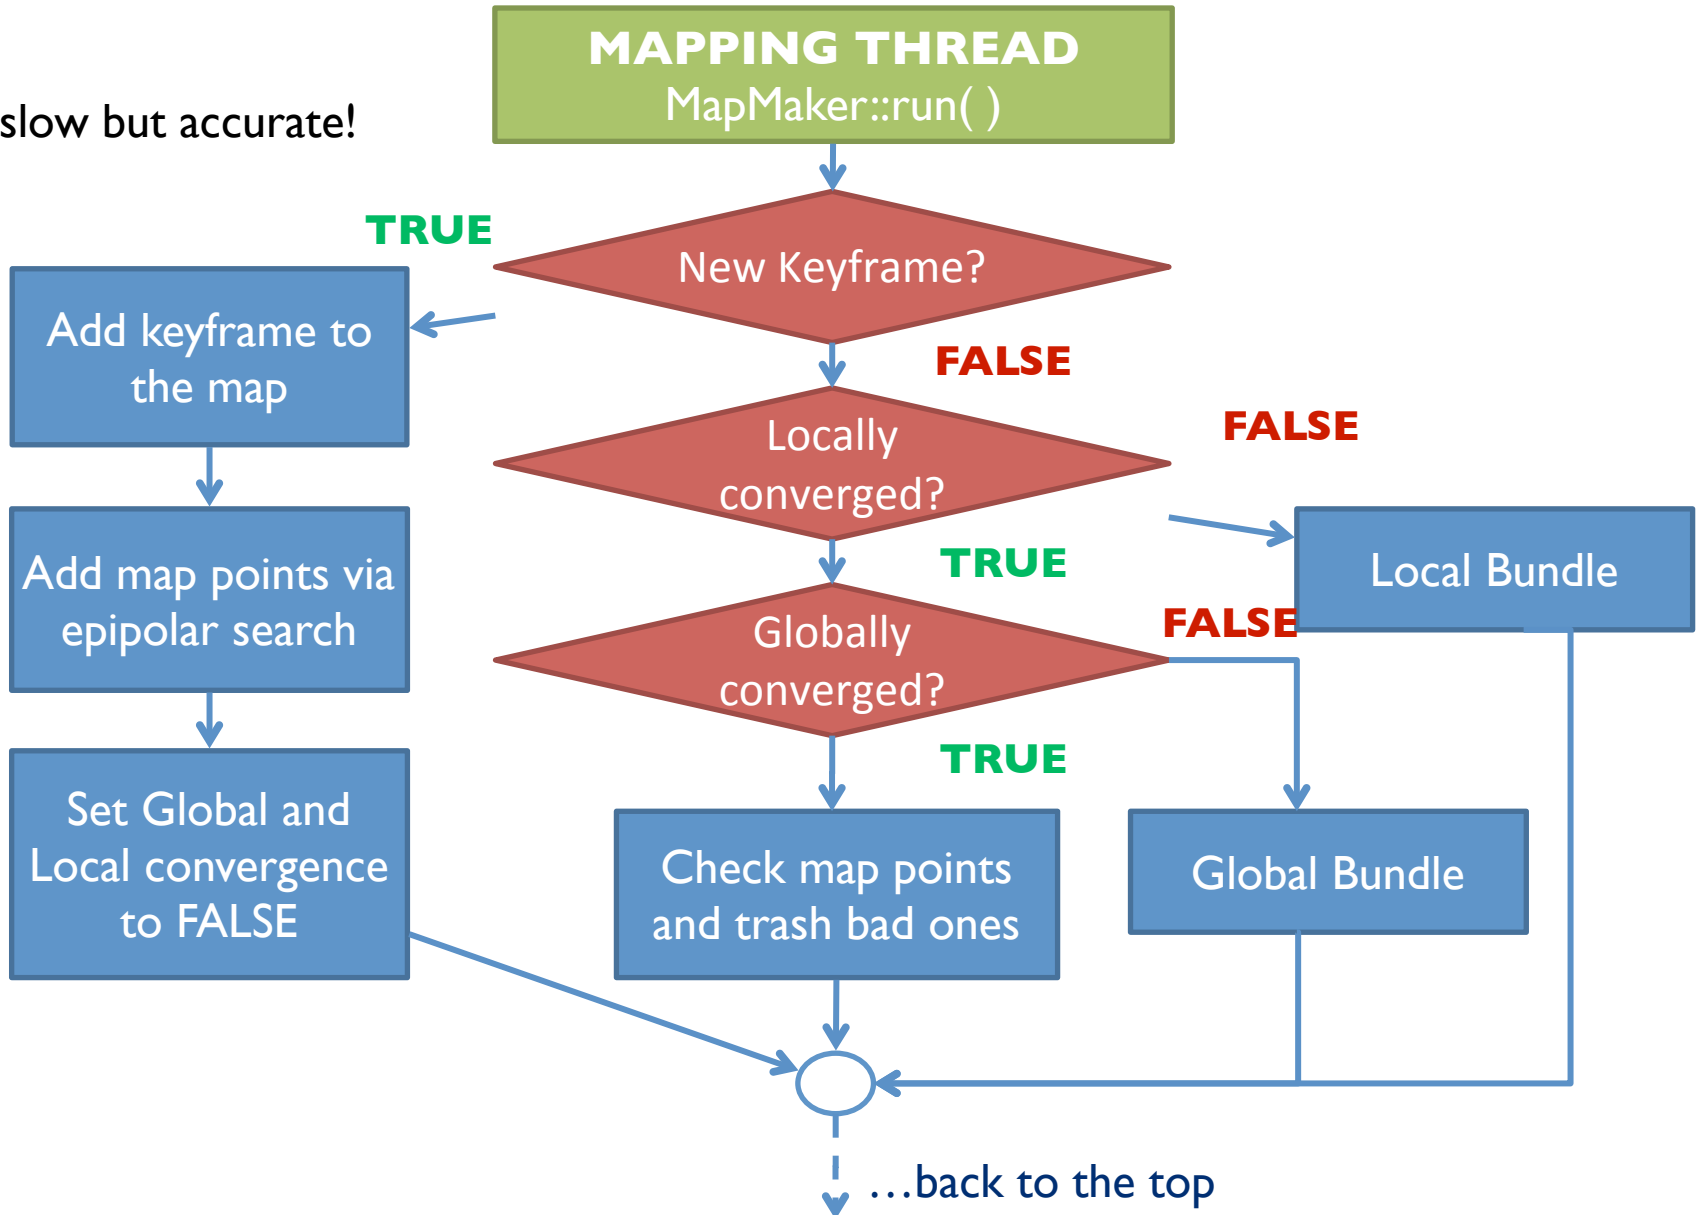 MAPPING THREAD
MapMaker::run( )
slow but accurate!
TRUE
New Keyframe?
Add keyframe to
the map
FALSE
Locally
converged?
FALSE
Add map points via
epipolar search
TRUE
Local Bundle
Globally
converged?
FALSE
TRUE
Set Global and
Local convergence
to FALSE
Check map points
and trash bad ones
Global Bundle
...back to the top